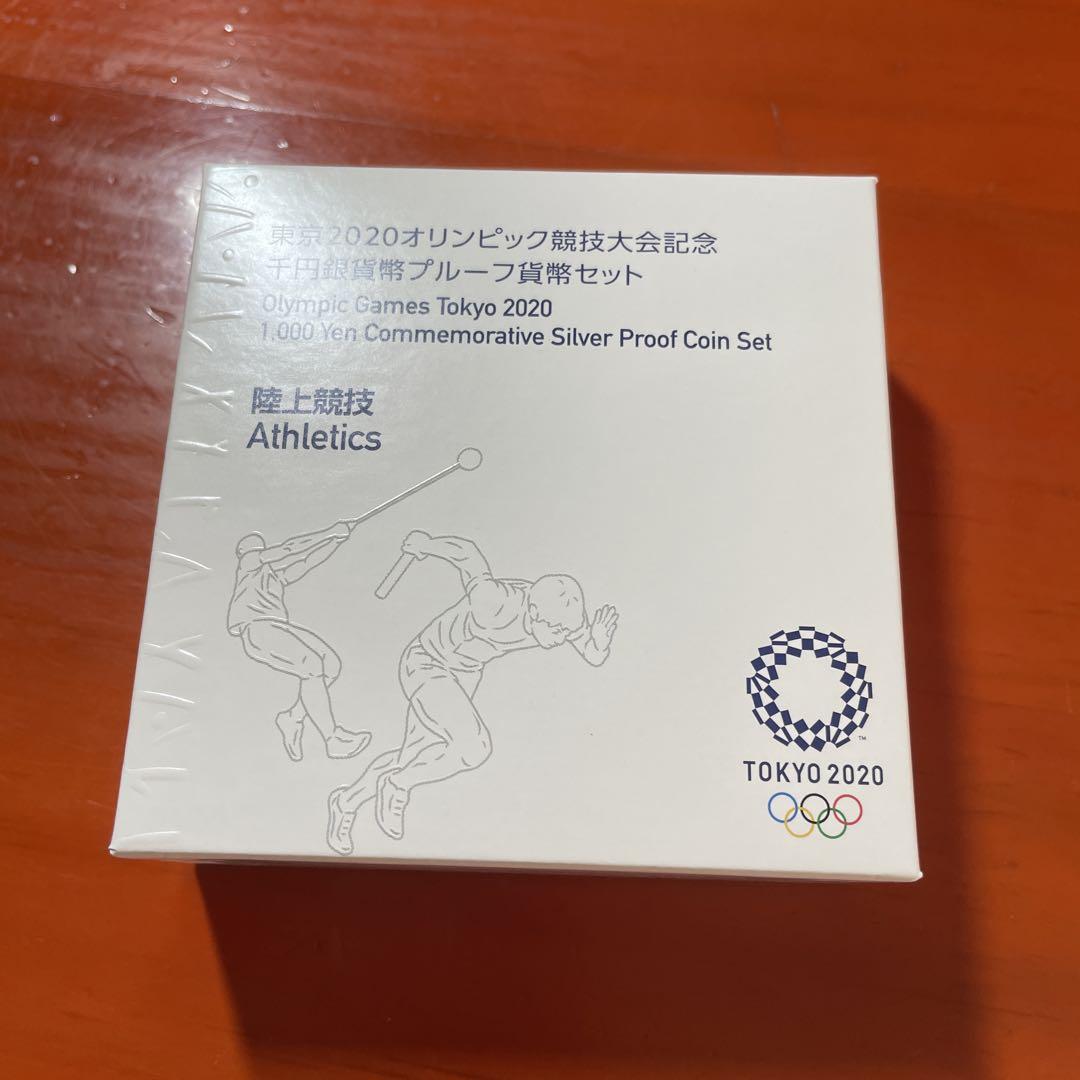 東京2020オリンピック競技大会記念
千円銀貨幣プルーフ貨幣セット
Olympic Games Tokyo 2020
1,000 Yen Commemorative Silver Proof Coin Set
陸上競技
Athletics
TM
TOKYO 2020